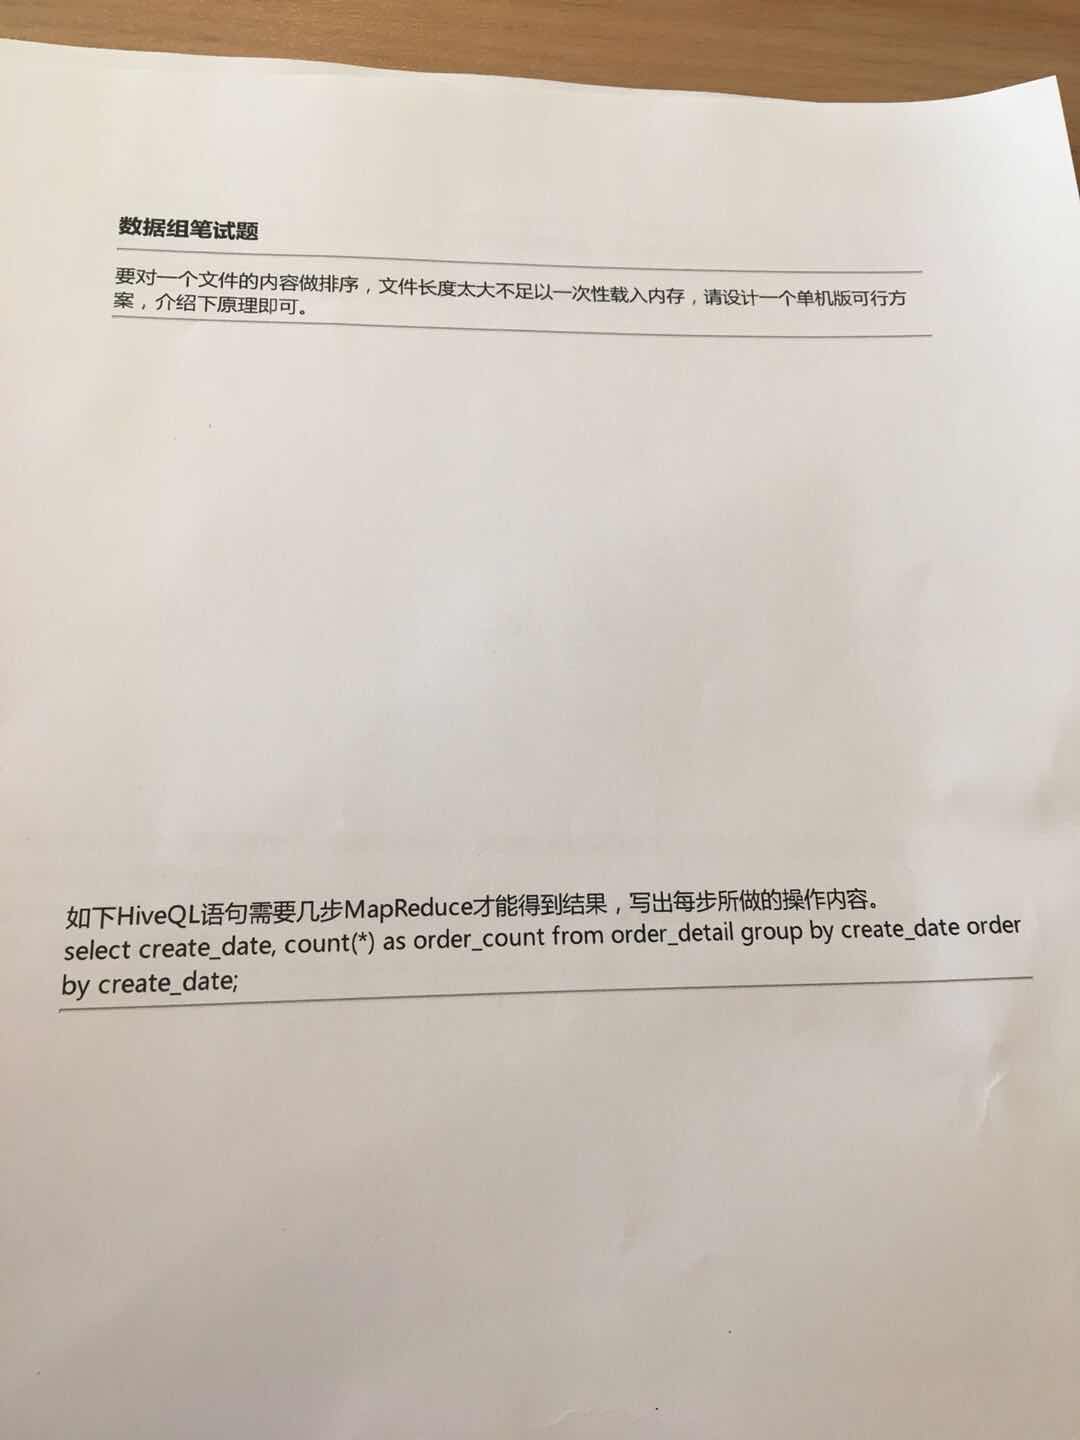 数据组笔试题
要对一个文件的内容做排序，文件长度太大不足以一次性载入内存，请设计一个单机版可行方
案，介绍下原理即可。
如下HiveQL语句需要几步MapReduce才能得到结果，写出每步所做的操作内容。
select create_date, count(*) as order_count from order_detail group by create_date order
by create_date;